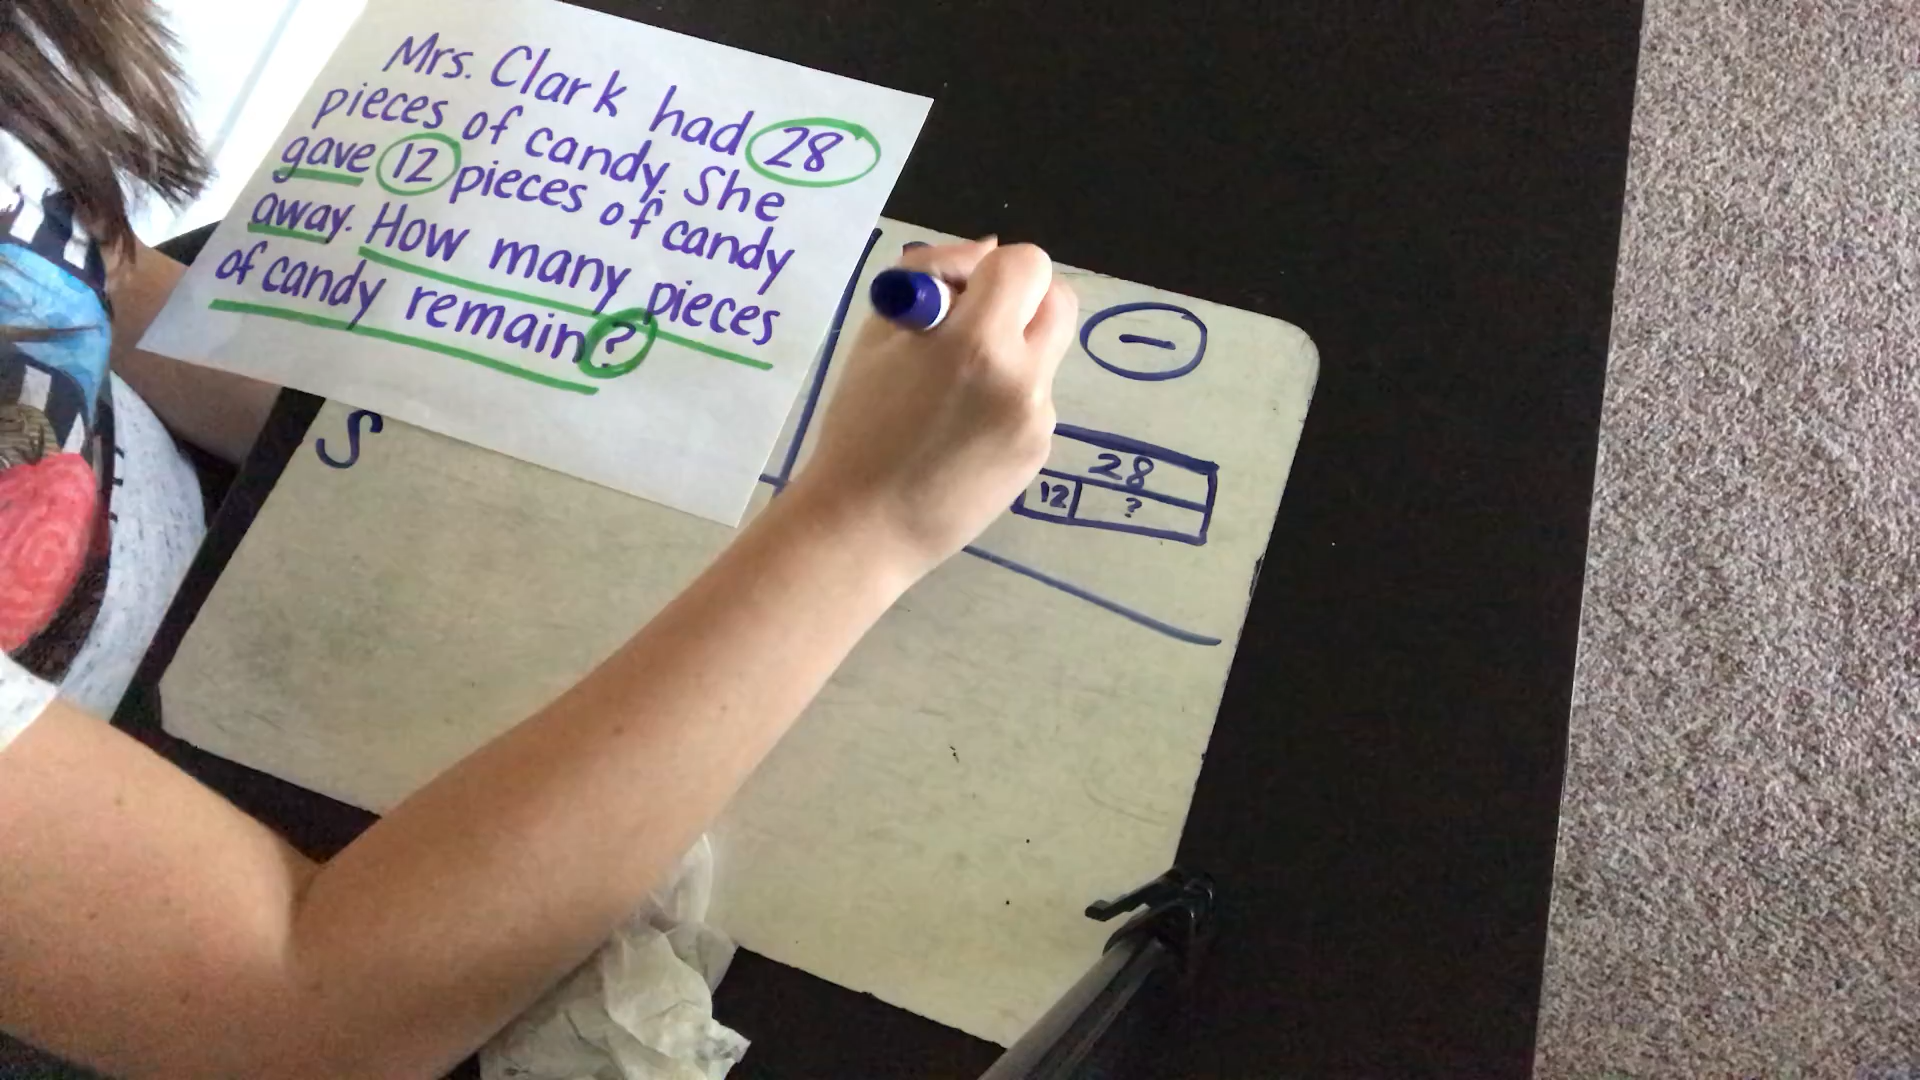 Mrs. Clark had 28
pieces of candy. She
gave 12 pieces of candy
away. How many pieces
of candy remain?
S
–
28
12 ?